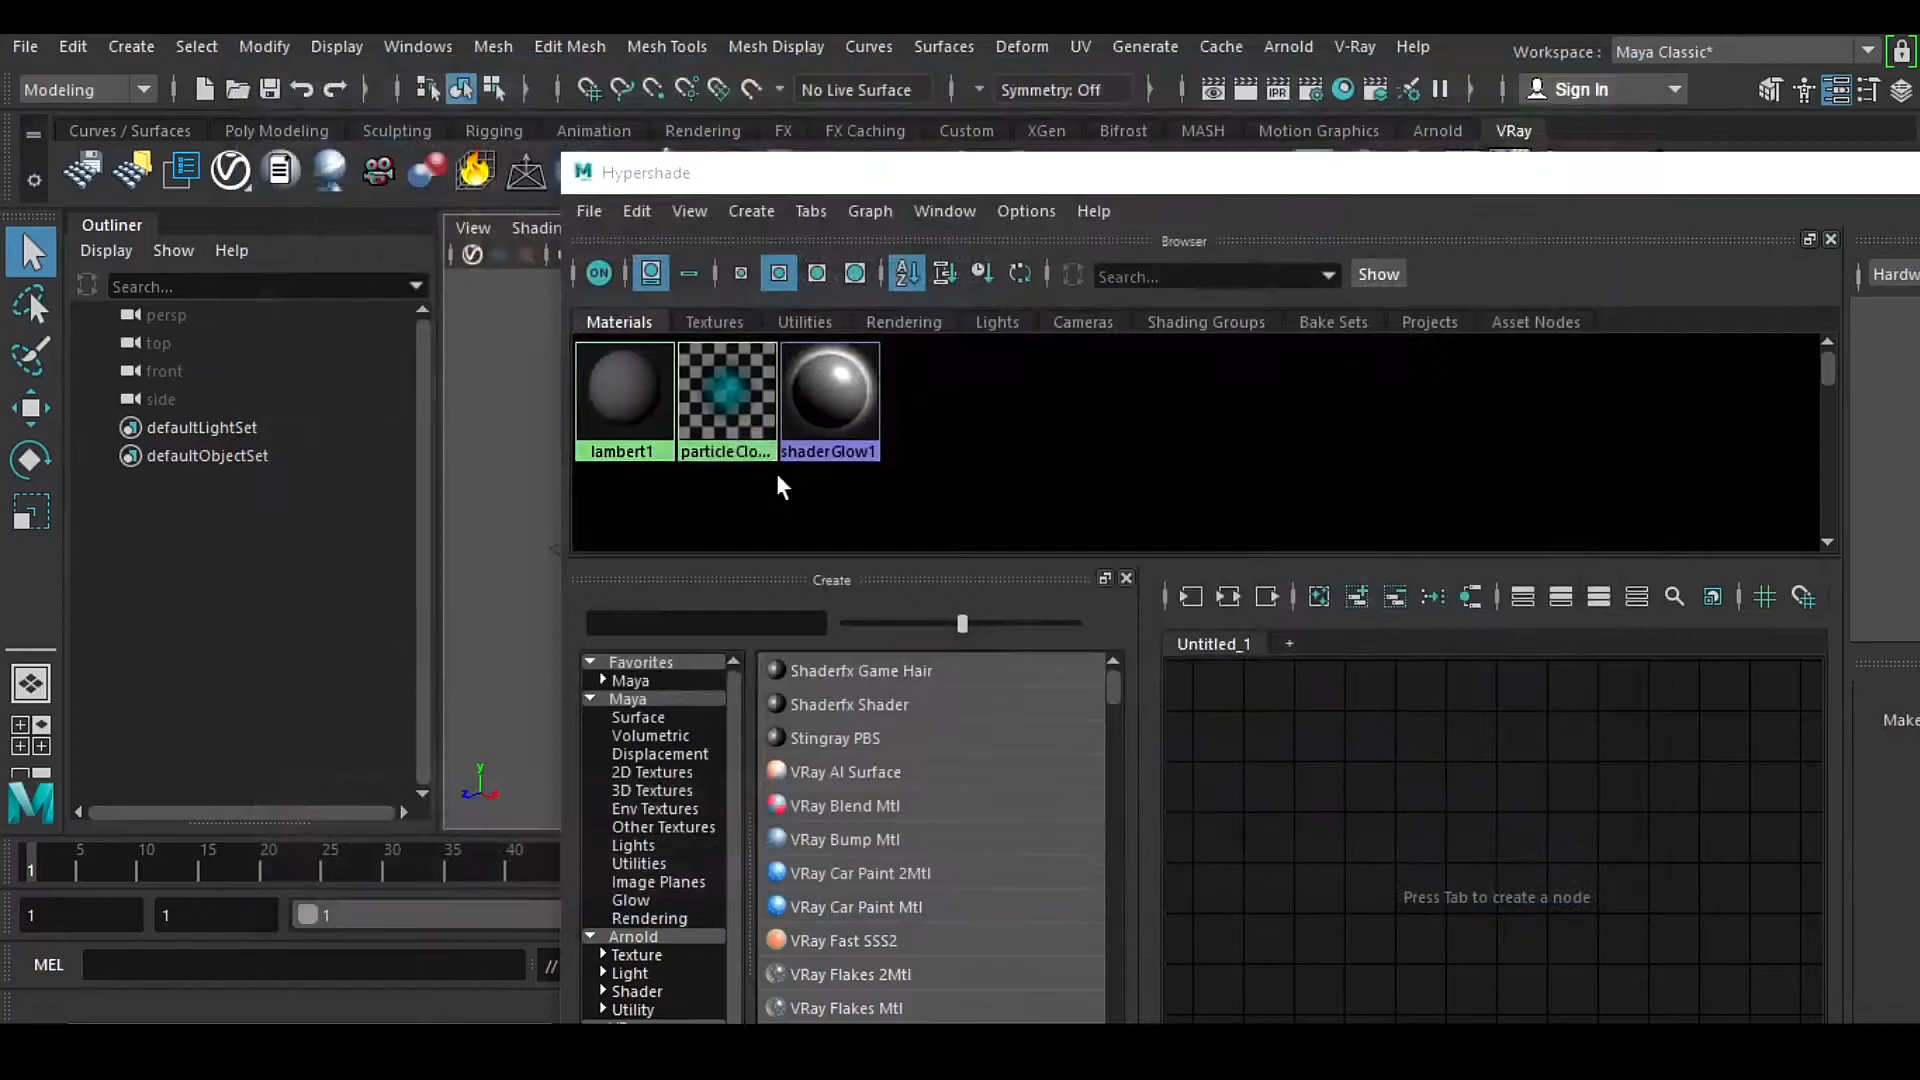 File Edit Create Select Modify Display Windows Mesh Edit Mesh Mesh Tools Mesh Display Curves Surfaces Deform UV Generate Cache Arnold V-Ray Help Workspace : Maya Classic*
Modeling No Live Surface Symmetry: Off Sign In
Curves / Surfaces Poly Modeling Sculpting Rigging Animation Rendering FX FX Caching Custom XGen Bifrost MASH Motion Graphics Arnold VRay
M Hypershade
File Edit View Create Tabs Graph Window Options Help
Outliner
Display Show Help
View Shadin
Browser
ON Search... Show Hardw
Search...
Materials Textures Utilities Rendering Lights Cameras Shading Groups Bake Sets Projects Asset Nodes
persp
top
front
side
defaultLightSet
defaultObjectSet
lambert1 particleClo... shaderGlow1
Create
Untitled_1 +
Favorites
Maya
Maya
Surface
Volumetric
Displacement
2D Textures
3D Textures
Env Textures
Other Textures
Lights
Utilities
Image Planes
Glow
Rendering
Arnold
Texture
Light
Shader
Utility
Shaderfx Game Hair
Shaderfx Shader
Stingray PBS
VRay Al Surface
VRay Blend Mtl
VRay Bump Mtl
VRay Car Paint 2Mtl
VRay Car Paint Mtl
VRay Fast SSS2
VRay Flakes 2Mtl
VRay Flakes Mtl
Press Tab to create a node
Make
y
z x
M
1 5 10 15 20 25 30 35 40
1 1 1
MEL //